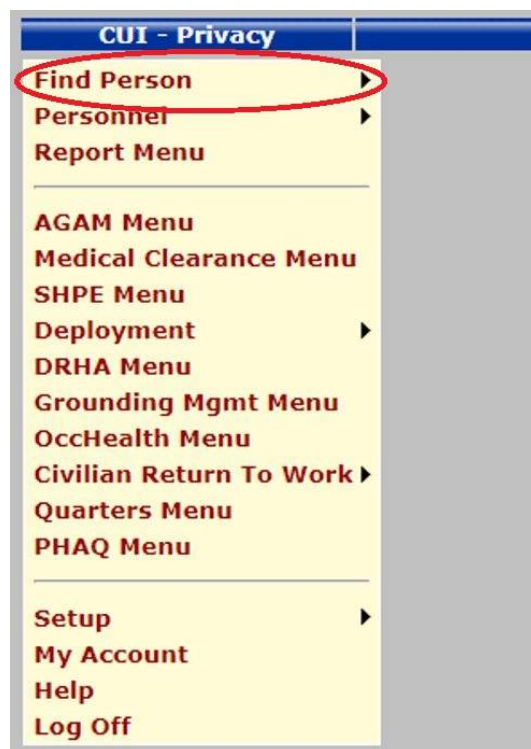 CUI - Privacy
Find Person
Personnel
Report Menu
AGAM Menu
Medical Clearance Menu
SHPE Menu
Deployment
DRHA Menu
Grounding Mgmt Menu
OccHealth Menu
Civilian Return To Work
Quarters Menu
PHAQ Menu
Setup
My Account
Help
Log Off